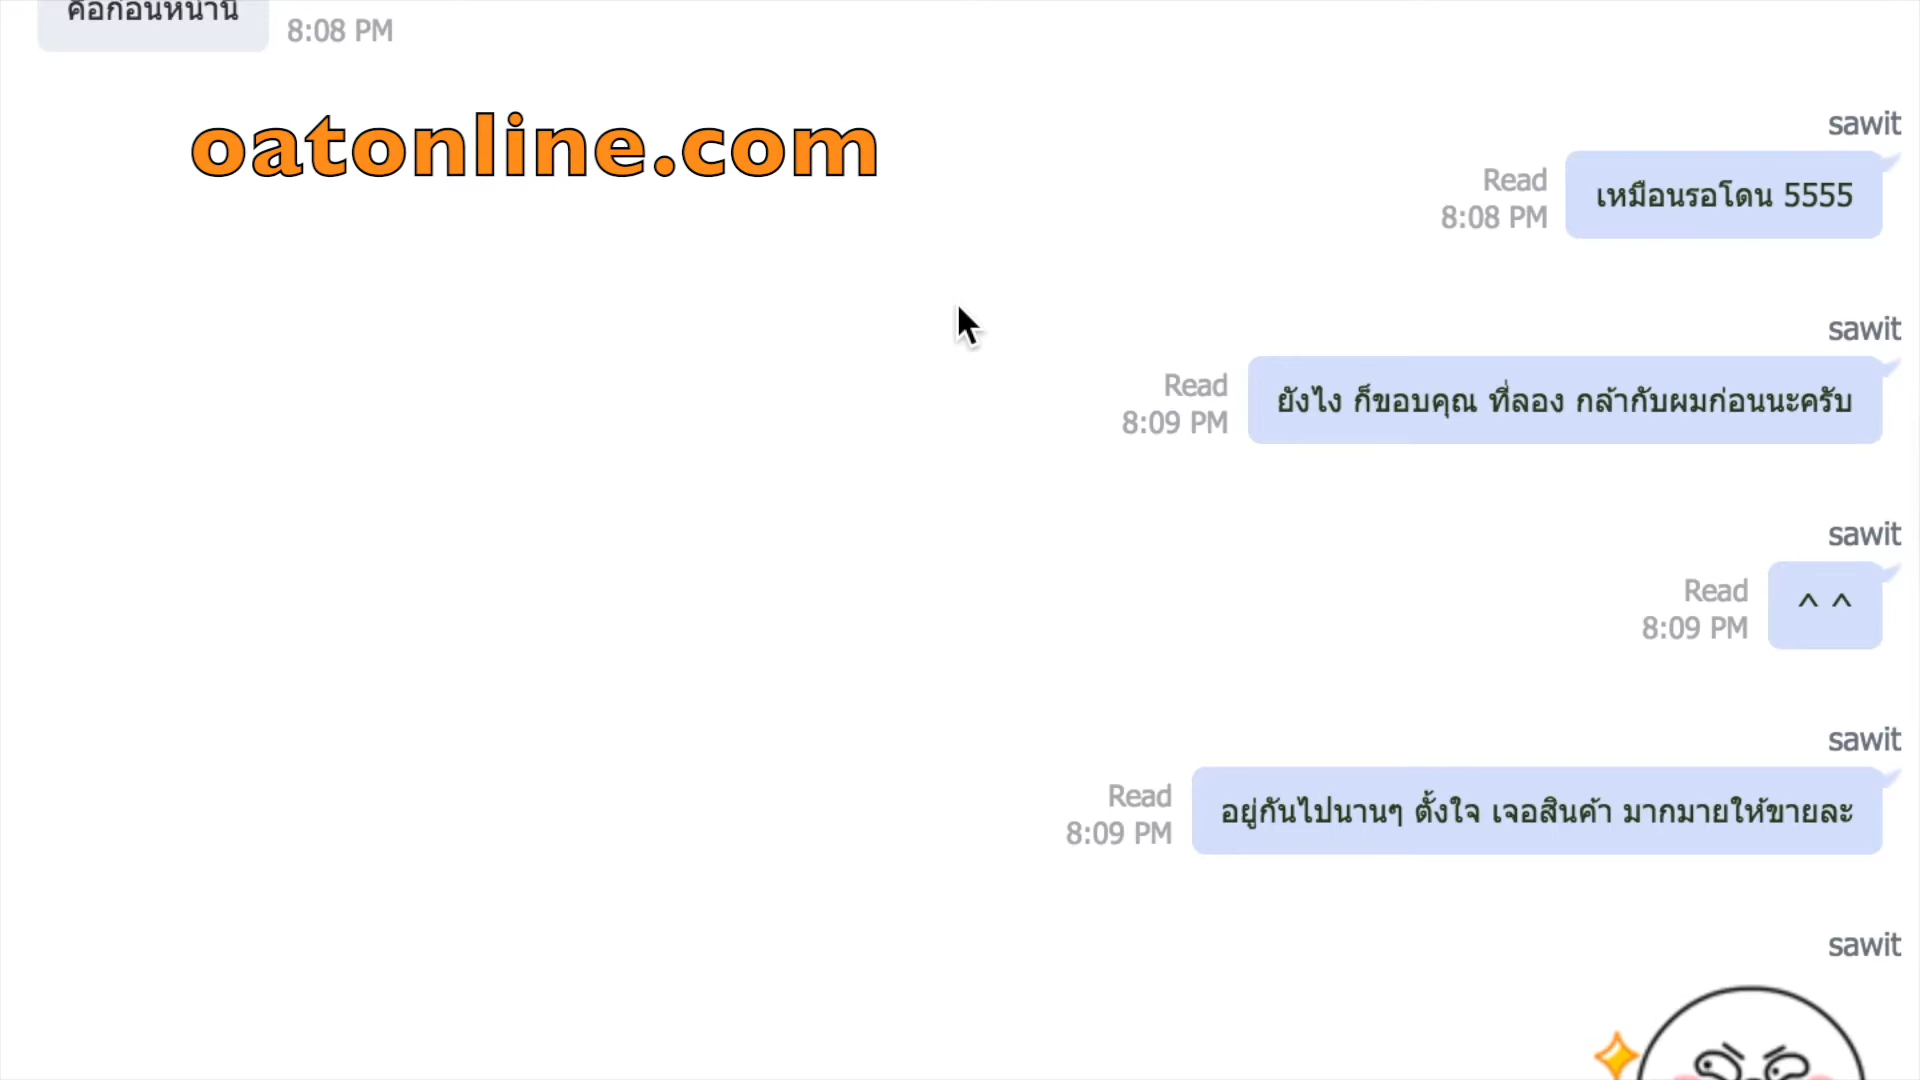 คือก่อนหน้านี้
8:08 PM
oatonline.com
sawit
Read
8:08 PM
เหมือนรอโดน 5555
sawit
Read
8:09 PM
ยังไง ก็ขอบคุณ ที่ลอง กล้ากับผมก่อนนะครับ
sawit
Read
8:09 PM
^ ^
sawit
Read
8:09 PM
อยู่กันไปนานๆ ตั้งใจ เจอสินค้า มากมายให้ขายละ
sawit